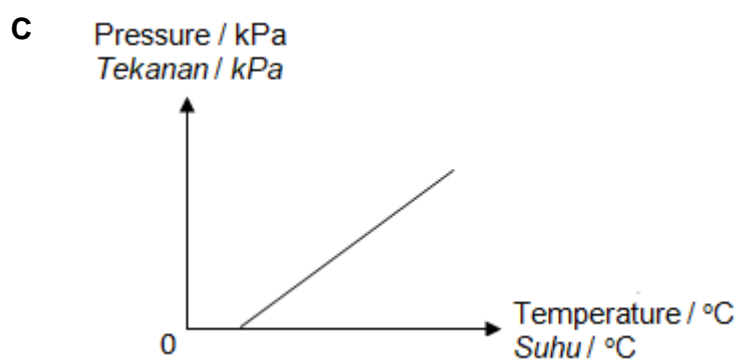 C
Pressure / kPa
Tekanan / kPa
0
Temperature / °C
Suhu / °C